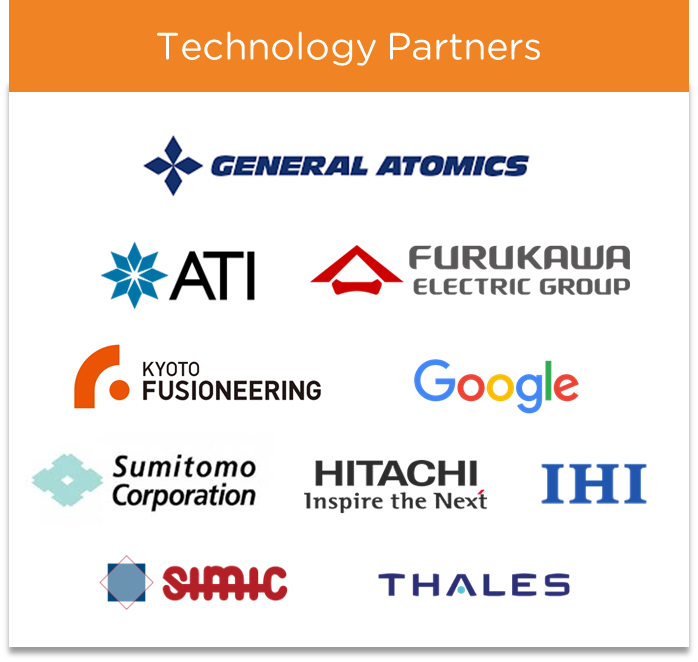 Technology Partners
GENERAL ATOMICS
ATI
FURUKAWA
ELECTRIC GROUP
KYOTO
FUSIONEERING
Google
Sumitomo
Corporation
HITACHI
Inspire the Next
IHI
SIMIC
THALES